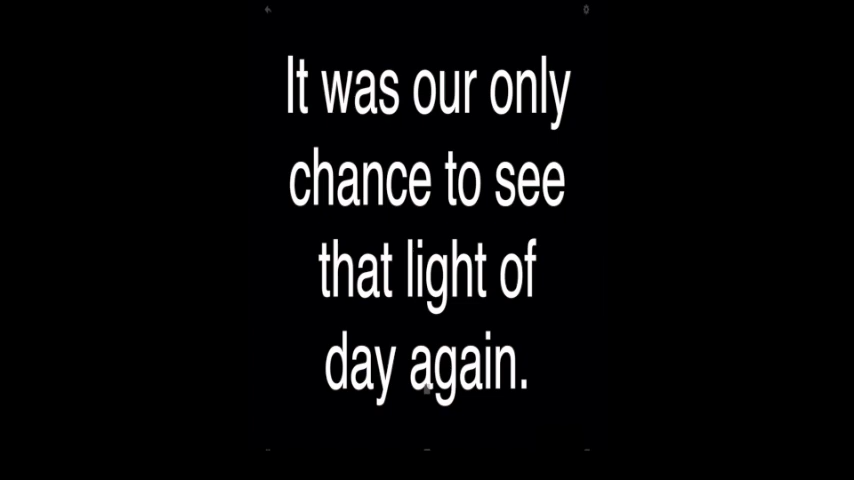 It was our only
chance to see
that light of
day again.